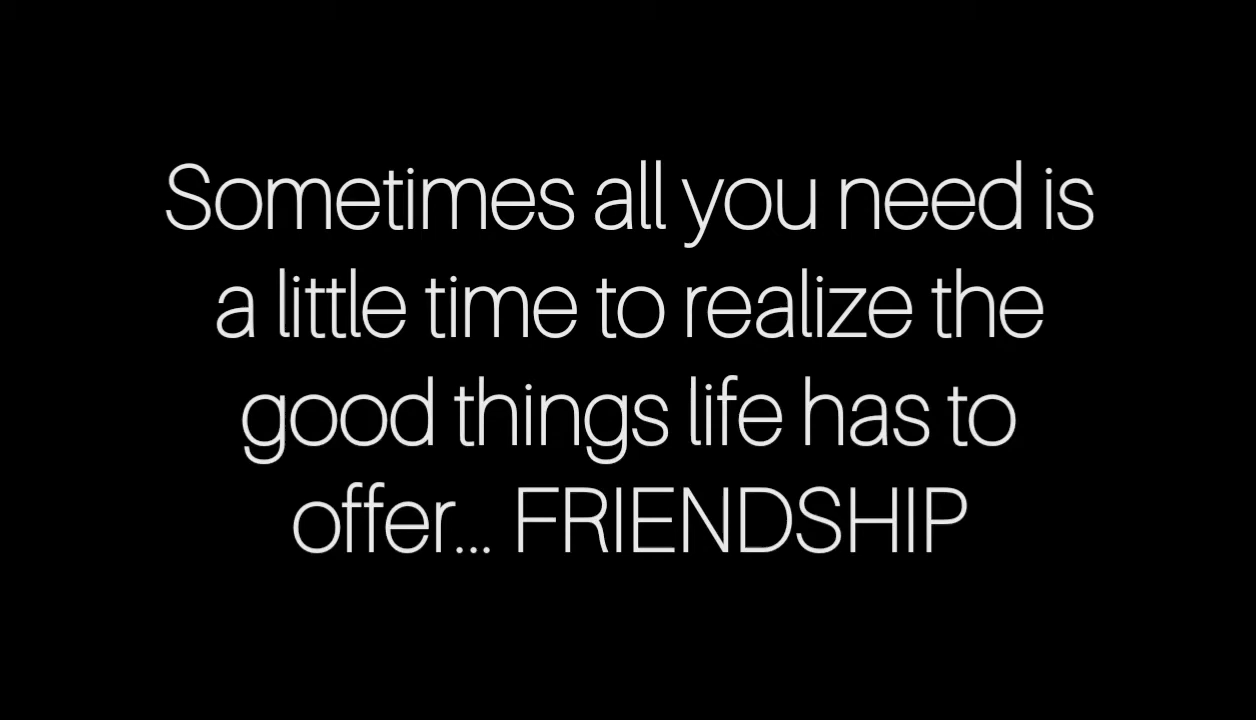 Sometimes all you need is
a little time to realize the
good things life has to
offer... FRIENDSHIP